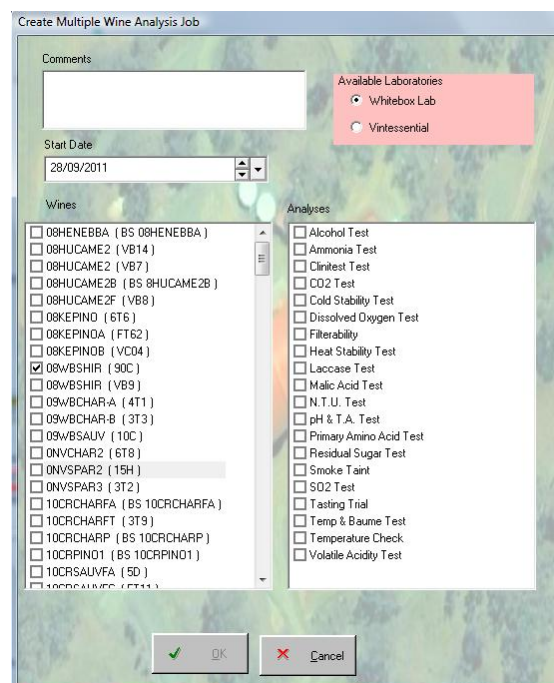 Create Multiple Wine Analysis Job
Comments
Available Laboratories
Whitebox Lab
Vintessential
Start Date
28/09/2011
Wines
08HENEBBA ( BS 08HENEBBA )
08HUCAME2 ( VB14 )
08HUCAME2 ( VB7 )
08HUCAME2B ( BS 8HUCAME2B )
08HUCAME2F ( VB8 )
08KEPINO ( 6T6 )
08KEPINOA ( FT62 )
08KEPINOB ( VC04 )
08WBSHIR ( 90C )
08WBSHIR ( VB9 )
09WBCHAR-A ( 4T1 )
09WBCHAR-B ( 3T3 )
09WBSAUV ( 10C )
0NVCHAR2 ( 6T8 )
0NVSPAR2 ( 15H )
0NVSPAR3 ( 3T2 )
10CRCHARFA ( BS 10CRCHARFA )
10CRCHARFT ( 3T9 )
10CRCHARP ( BS 10CRCHARP )
10CRPINO1 ( BS 10CRPINO1 )
10CRSAUVFA ( 5D )
Analyses
Alcohol Test
Ammonia Test
Clinitest Test
CO2 Test
Cold Stability Test
Dissolved Oxygen Test
Filterability
Heat Stability Test
Laccase Test
Malic Acid Test
N.T.U. Test
pH & T.A. Test
Primary Amino Acid Test
Residual Sugar Test
Smoke Taint
SO2 Test
Tasting Trial
Temp & Baume Test
Temperature Check
Volatile Acidity Test
OK
Cancel